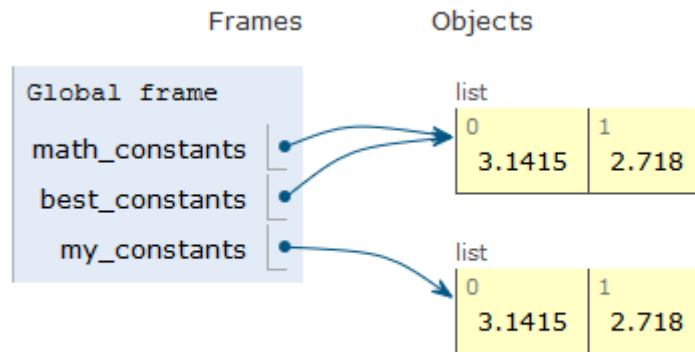 Frames Objects
Global frame
math_constants
best_constants
my_constants
list
0 1
3.1415 2.718
list
0 1
3.1415 2.718